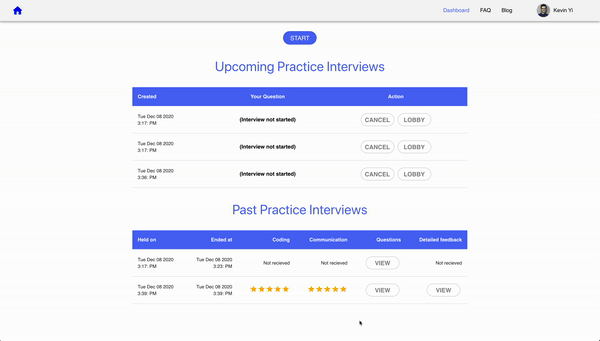 Dashboard FAQ Blog Kevin Yi
START
Upcoming Practice Interviews
Created Your Question Action
Tue Dec 08 2020
3:17: PM
(Interview not started) CANCEL LOBBY
Tue Dec 08 2020
3:17: PM
(Interview not started) CANCEL LOBBY
Tue Dec 08 2020
3:36: PM
(Interview not started) CANCEL LOBBY
Past Practice Interviews
Held on Ended at Coding Communication Questions Detailed feedback
Tue Dec 08 2020 Tue Dec 08 2020
3:17: PM 3:23: PM
Not recieved Not recieved VIEW Not recieved
Tue Dec 08 2020 Tue Dec 08 2020
3:39: PM 3:39: PM
VIEW VIEW